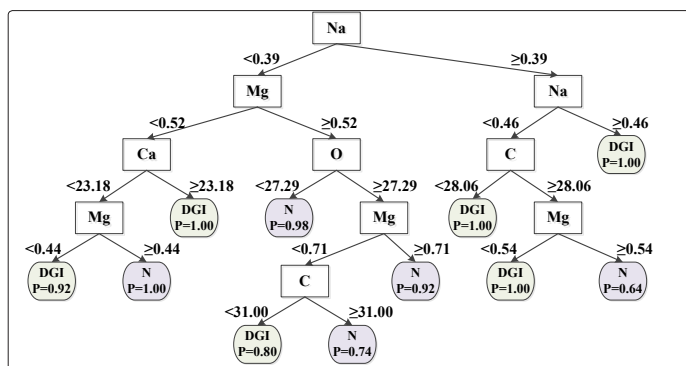 Na
<0.39
≥0.39
Mg
Na
<0.52
≥0.52
<0.46
≥0.46
Ca
O
C
DGI
P=1.00
<23.18
≥23.18
<27.29
≥27.29
<28.06
≥28.06
Mg
DGI
P=1.00
N
P=0.98
Mg
DGI
P=1.00
Mg
<0.44
≥0.44
<0.71
≥0.71
<0.54
≥0.54
DGI
P=0.92
N
P=1.00
C
N
P=0.92
DGI
P=1.00
N
P=0.64
<31.00
≥31.00
DGI
P=0.80
N
P=0.74